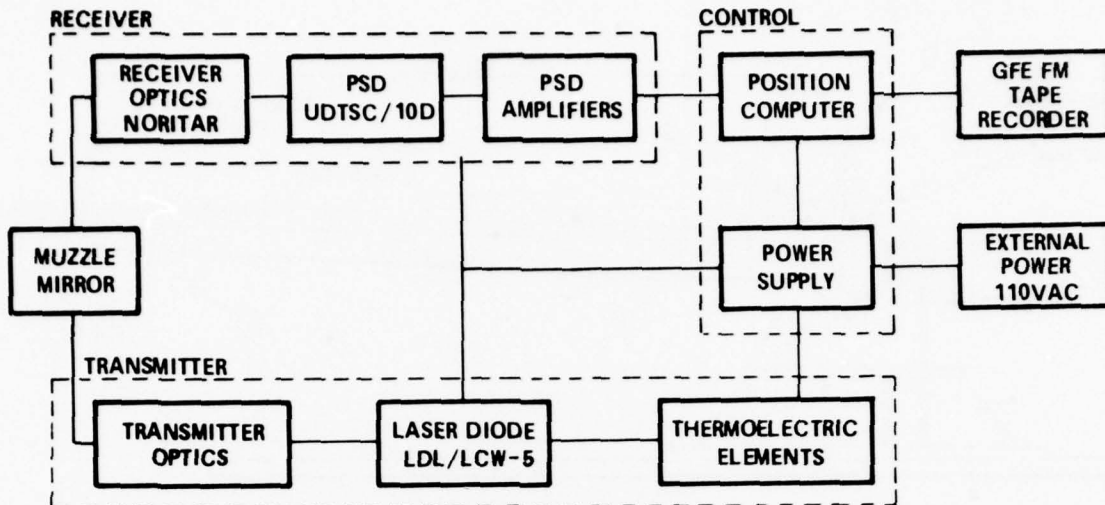 RECEIVER
CONTROL
RECEIVER
OPTICS
NORITAR
PSD
UDTSC/10D
PSD
AMPLIFIERS
POSITION
COMPUTER
GFE FM
TAPE
RECORDER
MUZZLE
MIRROR
POWER
SUPPLY
EXTERNAL
POWER
110VAC
TRANSMITTER
TRANSMITTER
OPTICS
LASER DIODE
LDL/LCW-5
THERMOELECTRIC
ELEMENTS